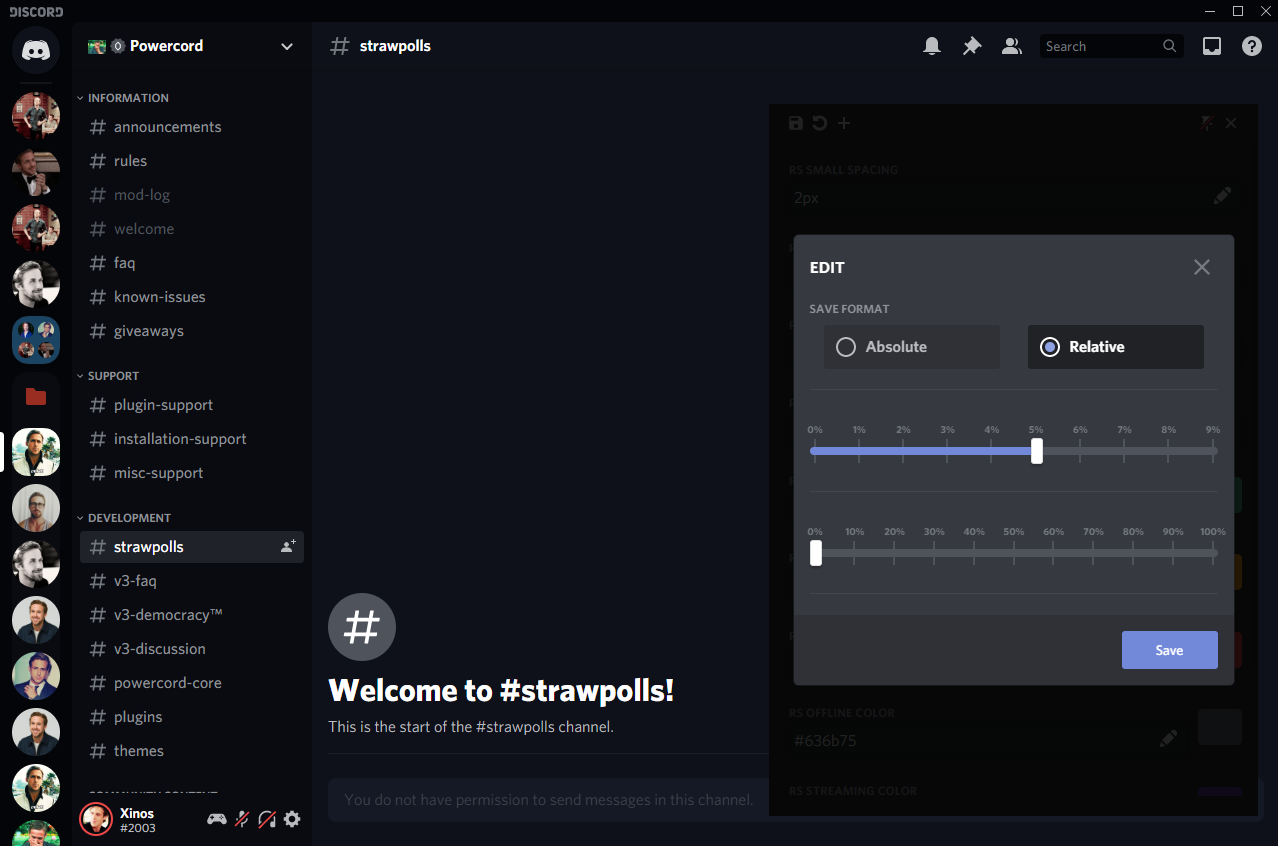 DISCORD
Powercord
strawpolls
Search
INFORMATION
announcements
rules
mod-log
welcome
faq
known-issues
giveaways
SUPPORT
plugin-support
installation-support
misc-support
DEVELOPMENT
strawpolls
v3-faq
v3-democracy™
v3-discussion
powercord-core
plugins
themes
COMMUNITY CONTENT
Xinos
#2003
Welcome to #strawpolls!
This is the start of the #strawpolls channel.
You do not have permission to send messages in this channel.
RS SMALL SPACING
2px
EDIT
SAVE FORMAT
Absolute
Relative
0% 1% 2% 3% 4% 5% 6% 7% 8% 9%
0% 10% 20% 30% 40% 50% 60% 70% 80% 90% 100%
Save
RS OFFLINE COLOR
#636b75
RS STREAMING COLOR